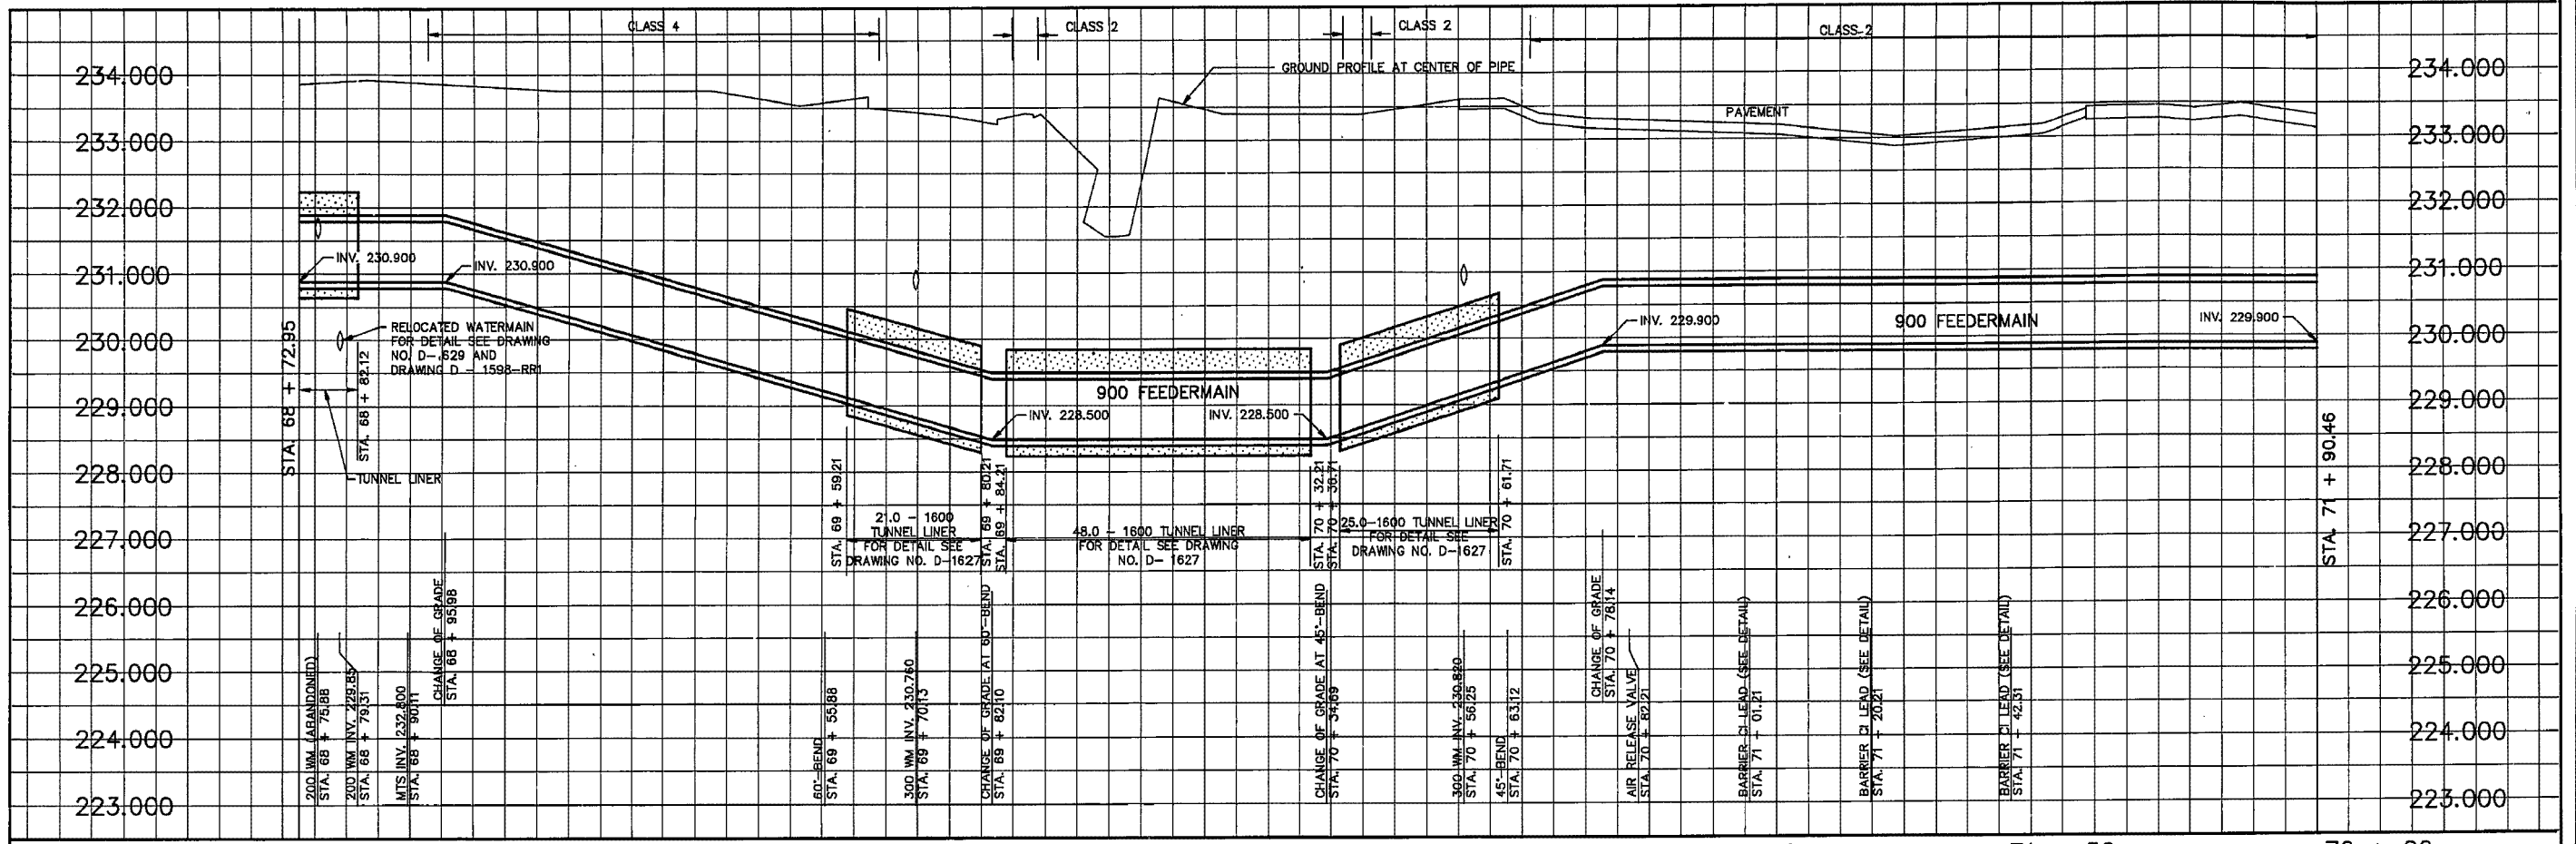 CLASS 4
CLASS 2
CLASS 2
CLASS-2
GROUND PROFILE AT CENTER OF PIPE
PAVEMENT
234.000
234.000
233.000
233.000
232.000
232.000
231.000
231.000
230.000
230.000
229.000
229.000
228.000
228.000
227.000
227.000
226.000
226.000
225.000
225.000
224.000
224.000
223.000
223.000
INV. 230.900
INV. 230.900
RELOCATED WATERMAIN
FOR DETAIL SEE DRAWING
NO. D-.629 AND
DRAWING D - 1598-RR1
TUNNEL LINER
STA. 68 + 72.95
STA. 68 + 82.12
900 FEEDERMAIN
INV. 228.500
INV. 228.500
INV. 229.900
900 FEEDERMAIN
INV. 229.900
STA. 69 + 59.21
21.0 - 1600
TUNNEL LINER
FOR DETAIL SEE
DRAWING NO. D-1627
STA. 69 + 80.21
STA. 69 + 84.21
48.0 - 1600 TUNNEL LINER
FOR DETAIL SEE DRAWING
NO. D- 1627
STA. 70 + 32.21
STA. 70 + 36.71
25.0-1600 TUNNEL LINER
FOR DETAIL SEE
DRAWING NO. D-1627
STA. 70 + 61.71
STA. 71 + 90.46
200 WM (ABANDONED)
STA. 68 + 75.88
200 WM INV. 229.85
STA. 68 + 79.31
MTS INV. 232.800
STA. 68 + 90.11
CHANGE OF GRADE
STA. 68 + 95.98
60°-BEND
STA. 69 + 55.88
300 WM INV. 230.760
STA. 69 + 70.13
CHANGE OF GRADE AT 60°-BEND
STA. 69 + 82.10
CHANGE OF GRADE AT 45°-BEND
STA. 70 + 34.69
300 WM INV. 230.820
STA. 70 + 56.25
45°-BEND
STA. 70 + 63.12
CHANGE OF GRADE
STA. 70 + 78.14
AIR RELEASE VALVE
STA. 70 + 82.21
BARRIER CI LEAD (SEE DETAIL)
STA. 71 - 01.21
BARRIER CI LEAD (SEE DETAIL)
STA. 71 - 20.21
BARRIER CI LEAD (SEE DETAIL)
STA. 71 - 42.31